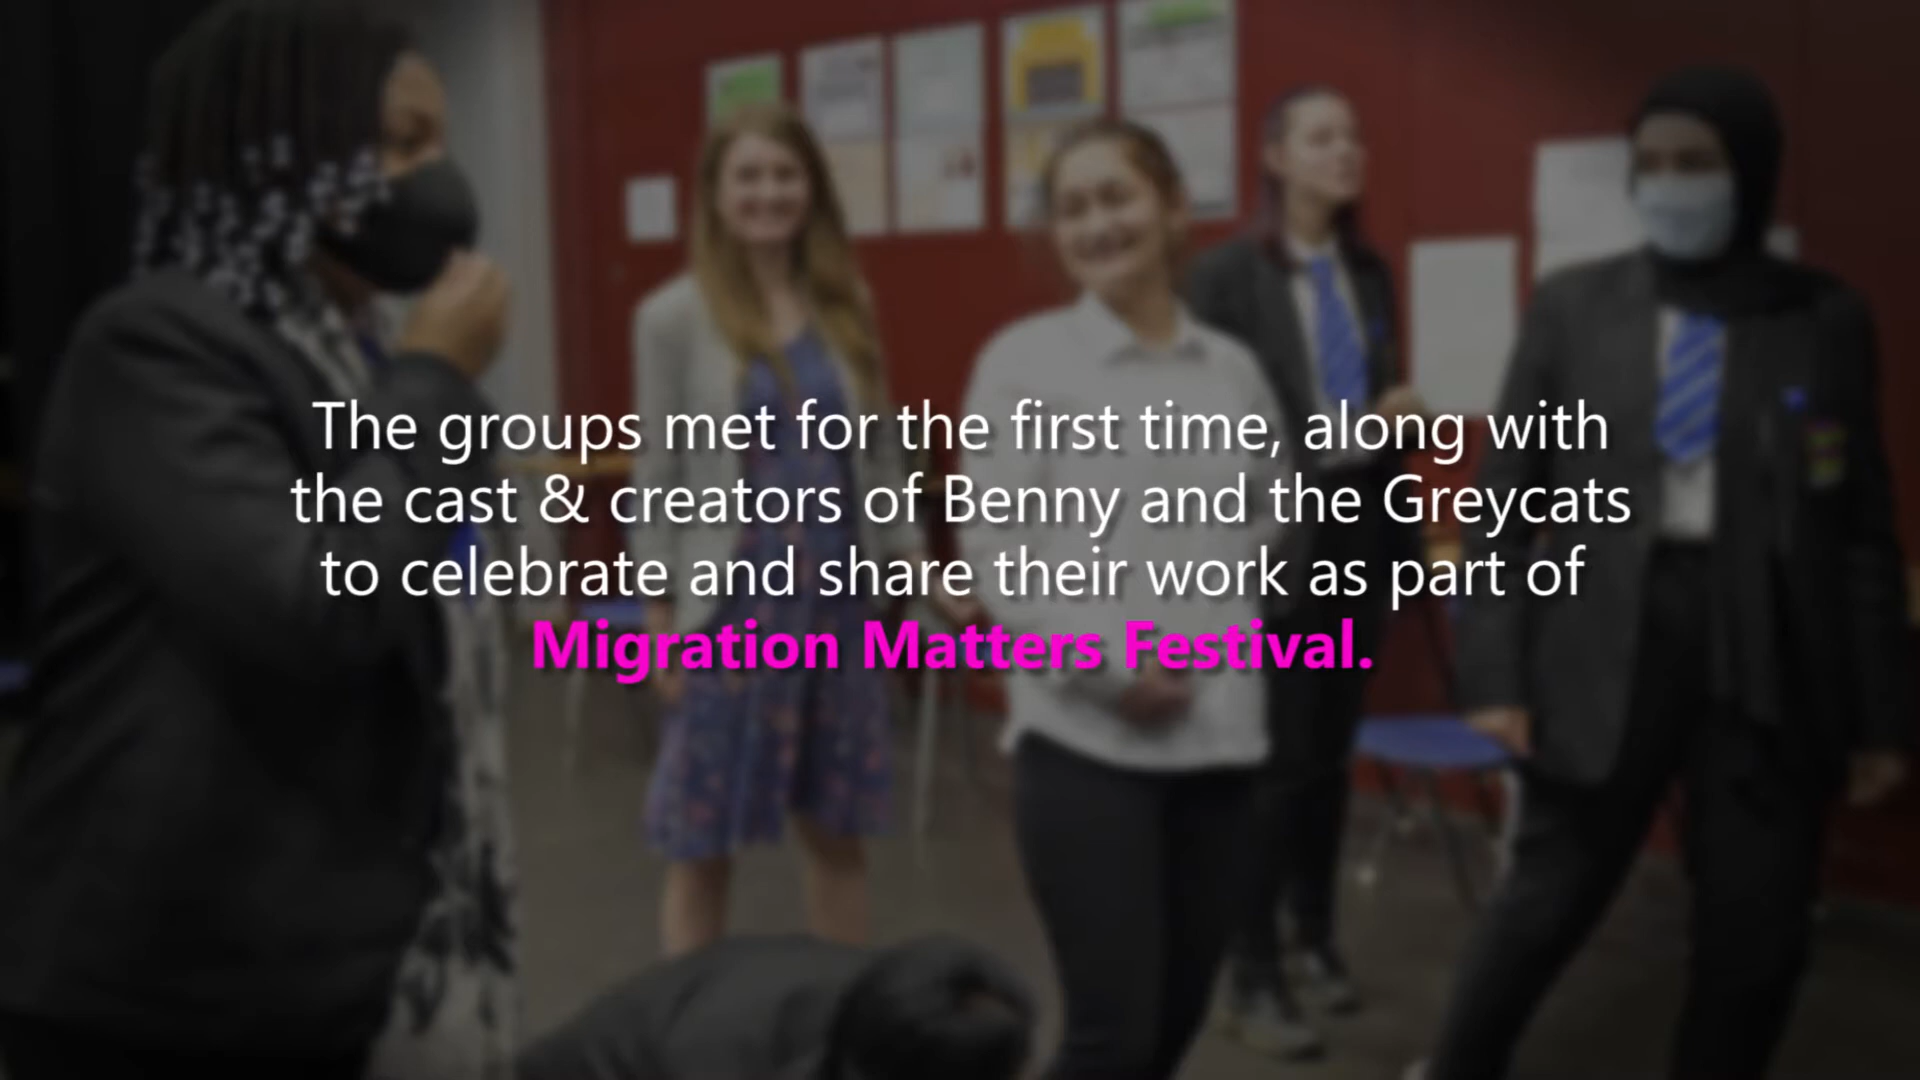 The groups met for the first time, along with
the cast & creators of Benny and the Greycats
to celebrate and share their work as part of
Migration Matters Festival.